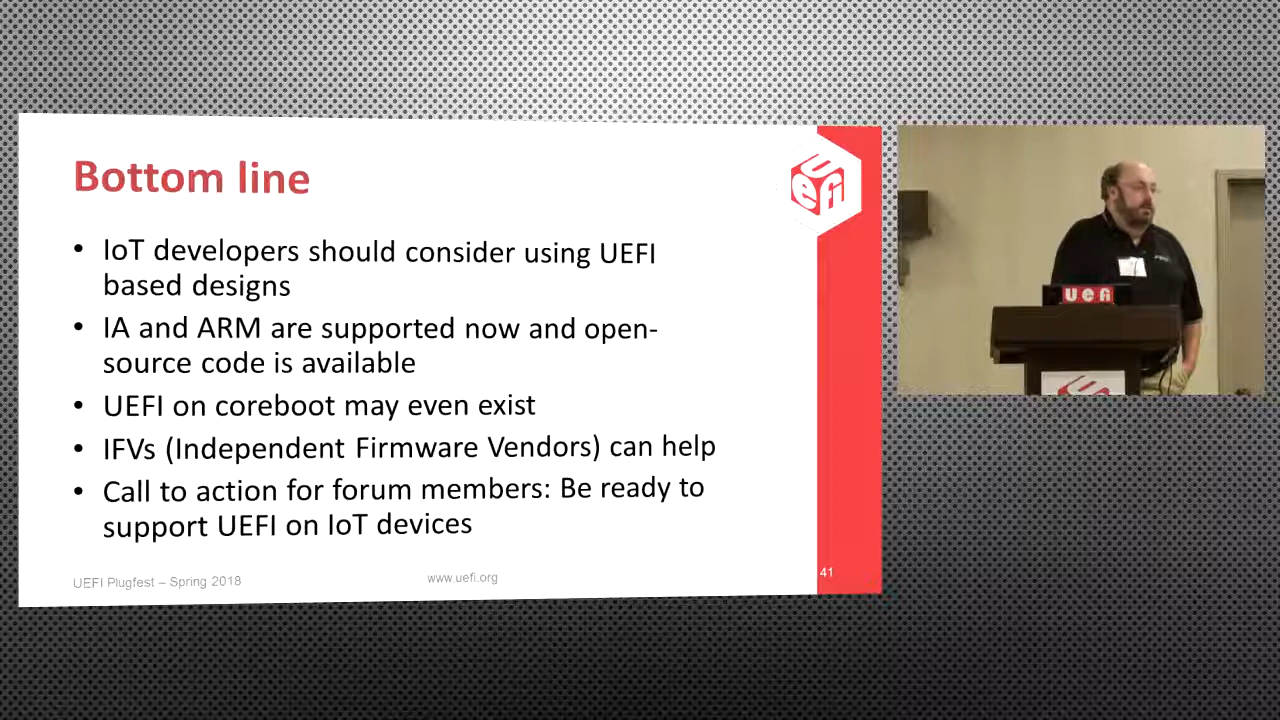 Bottom line
UEFI
• IoT developers should consider using UEFI
based designs
• IA and ARM are supported now and open-
source code is available
• UEFI on coreboot may even exist
• IFVs (Independent Firmware Vendors) can help
• Call to action for forum members: Be ready to
support UEFI on IoT devices
UEFI Plugfest – Spring 2018
www.uefi.org
41
UEFI